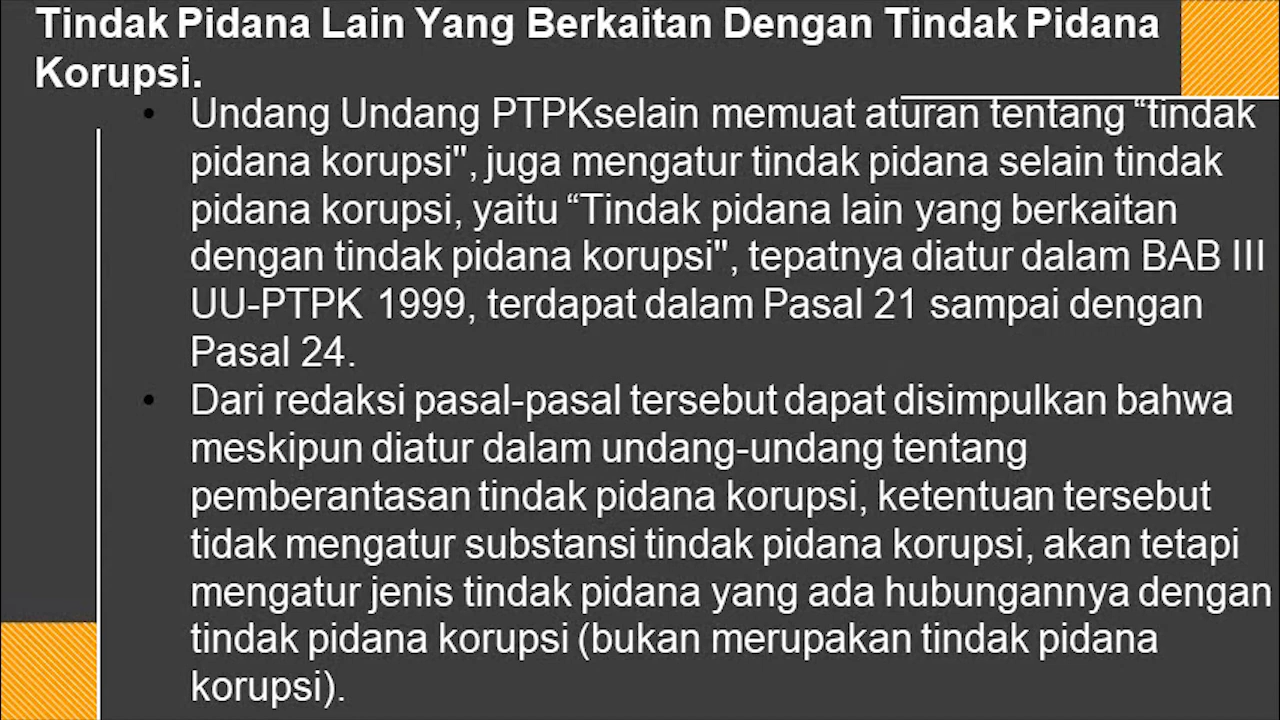 Tindak Pidana Lain Yang Berkaitan Dengan Tindak Pidana
Korupsi.
• Undang Undang PTPKselain memuat aturan tentang “tindak
pidana korupsi", juga mengatur tindak pidana selain tindak
pidana korupsi, yaitu “Tindak pidana lain yang berkaitan
dengan tindak pidana korupsi", tepatnya diatur dalam BAB III
UU-PTPK 1999, terdapat dalam Pasal 21 sampai dengan
Pasal 24.
• Dari redaksi pasal-pasal tersebut dapat disimpulkan bahwa
meskipun diatur dalam undang-undang tentang
pemberantasan tindak pidana korupsi, ketentuan tersebut
tidak mengatur substansi tindak pidana korupsi, akan tetapi
mengatur jenis tindak pidana yang ada hubungannya dengan
tindak pidana korupsi (bukan merupakan tindak pidana
korupsi).